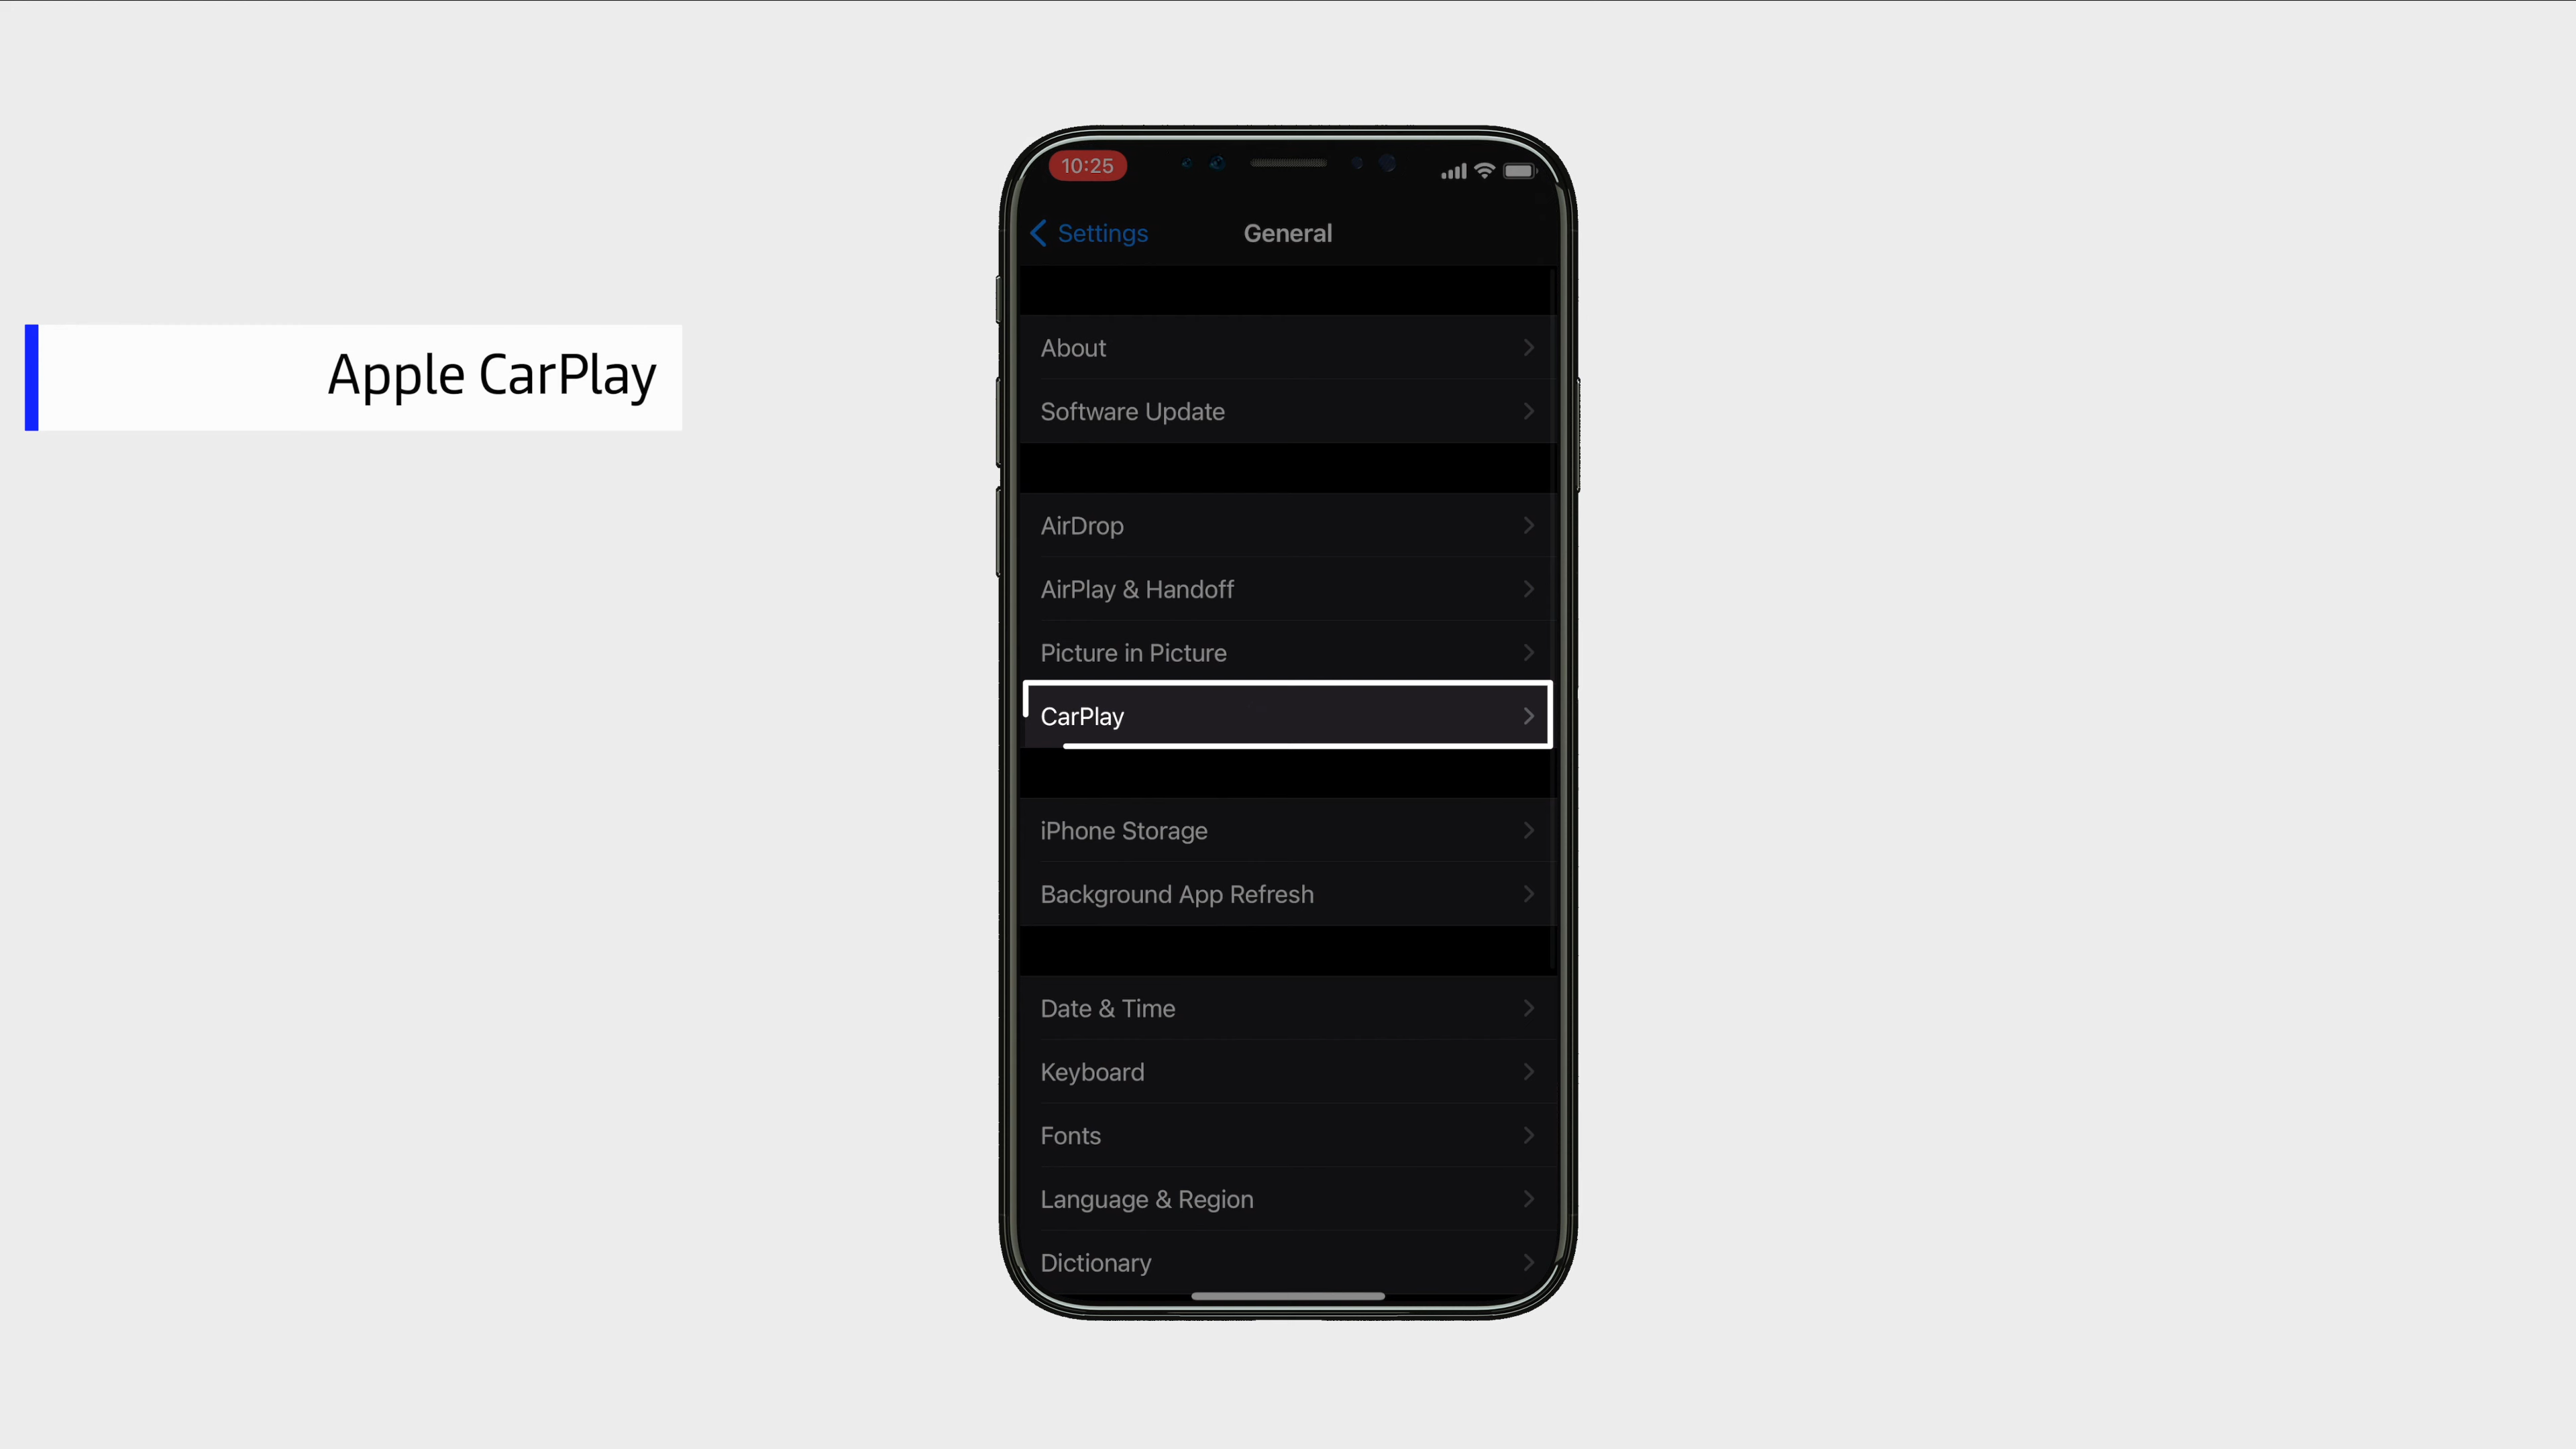 Apple CarPlay
10:25
Settings
General
About
Software Update
AirDrop
AirPlay & Handoff
Picture in Picture
CarPlay
iPhone Storage
Background App Refresh
Date & Time
Keyboard
Fonts
Language & Region
Dictionary